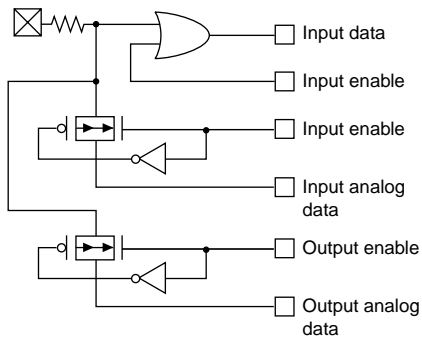 Input data
Input enable
Input enable
Input analog
data
Output enable
Output analog
data